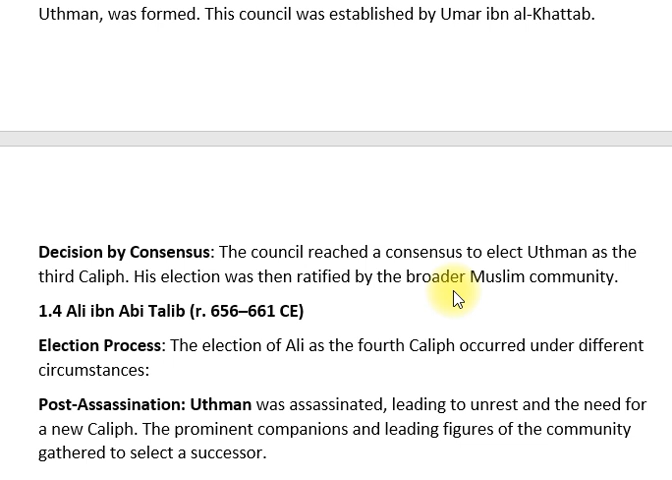 Uthman, was formed. This council was established by Umar ibn al-Khattab.
Decision by Consensus: The council reached a consensus to elect Uthman as the
third Caliph. His election was then ratified by the broader Muslim community.
1.4 Ali ibn Abi Talib (r. 656–661 CE)
Election Process: The election of Ali as the fourth Caliph occurred under different
circumstances:
Post-Assassination: Uthman was assassinated, leading to unrest and the need for
a new Caliph. The prominent companions and leading figures of the community
gathered to select a successor.